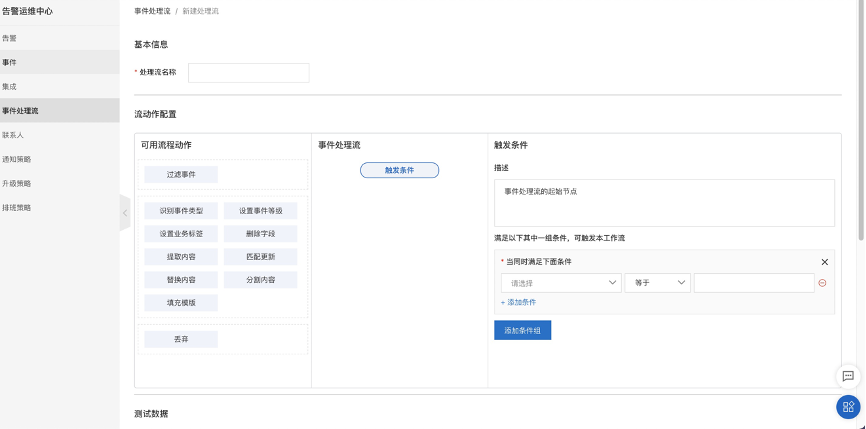 告警运维中心
告警
事件
集成
事件处理流
联系人
通知策略
升级策略
排班策略
事件处理流 / 新建处理流
基本信息
* 处理流名称
流动作配置
可用流程动作
过滤事件
识别事件类型 设置事件等级
设置业务标签 删除字段
提取内容 匹配更新
替换内容 分割内容
填充模版
丢弃
事件处理流
触发条件
触发条件
描述
事件处理流的起始节点
满足以下其中一组条件，可触发本工作流
* 当同时满足下面条件
请选择 等于
+ 添加条件
添加条件组
测试数据